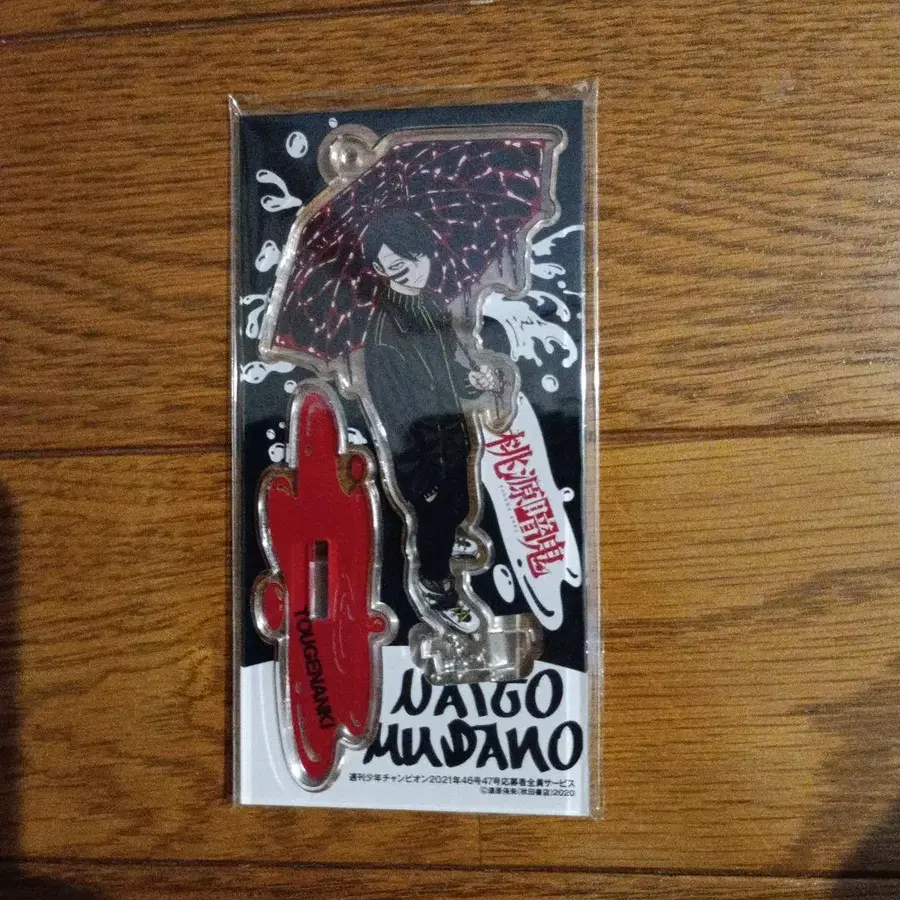 桃源暗鬼
YOUGENANKI
NAITO
MUDANO
週刊少年チャンピオン2021年46号47号応募者全員サービス
©漆原侑来(秋田書店)2020